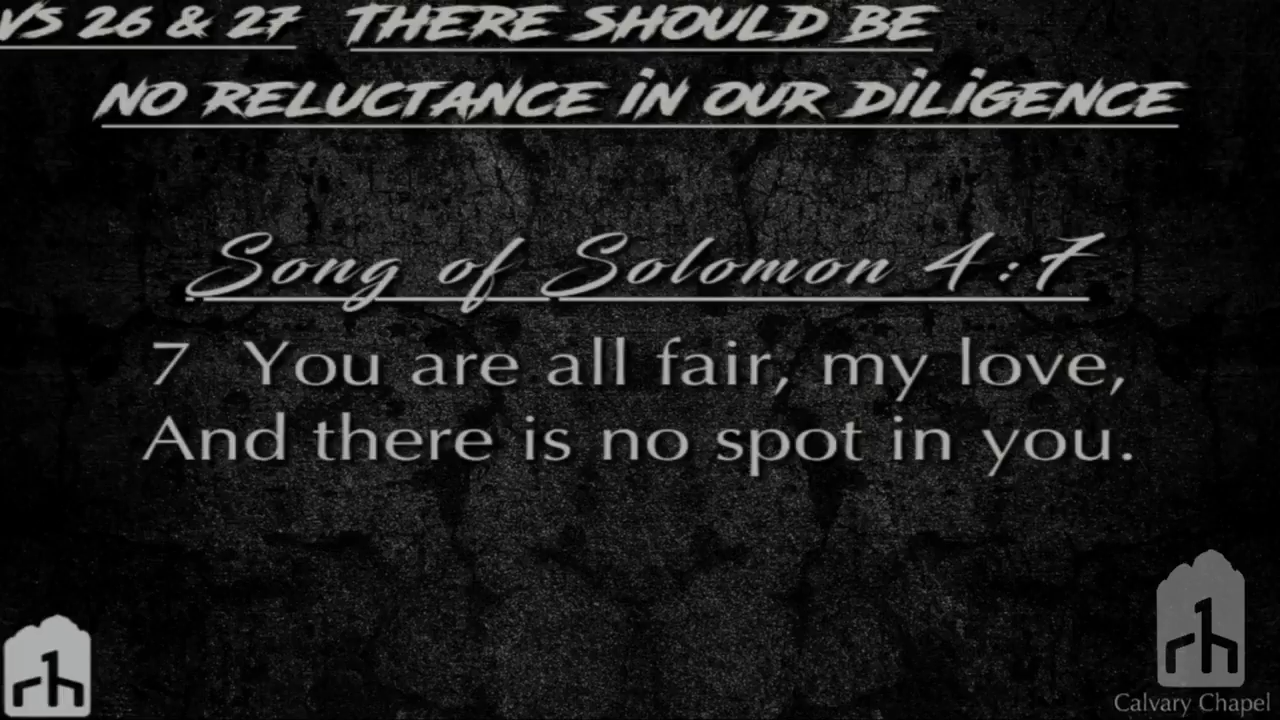 VS 26 & 27 THERE SHOULD BE
NO RELUCTANCE IN OUR DILIGENCE
Song of Solomon 4:7
7 You are all fair, my love,
And there is no spot in you.
Calvary Chapel